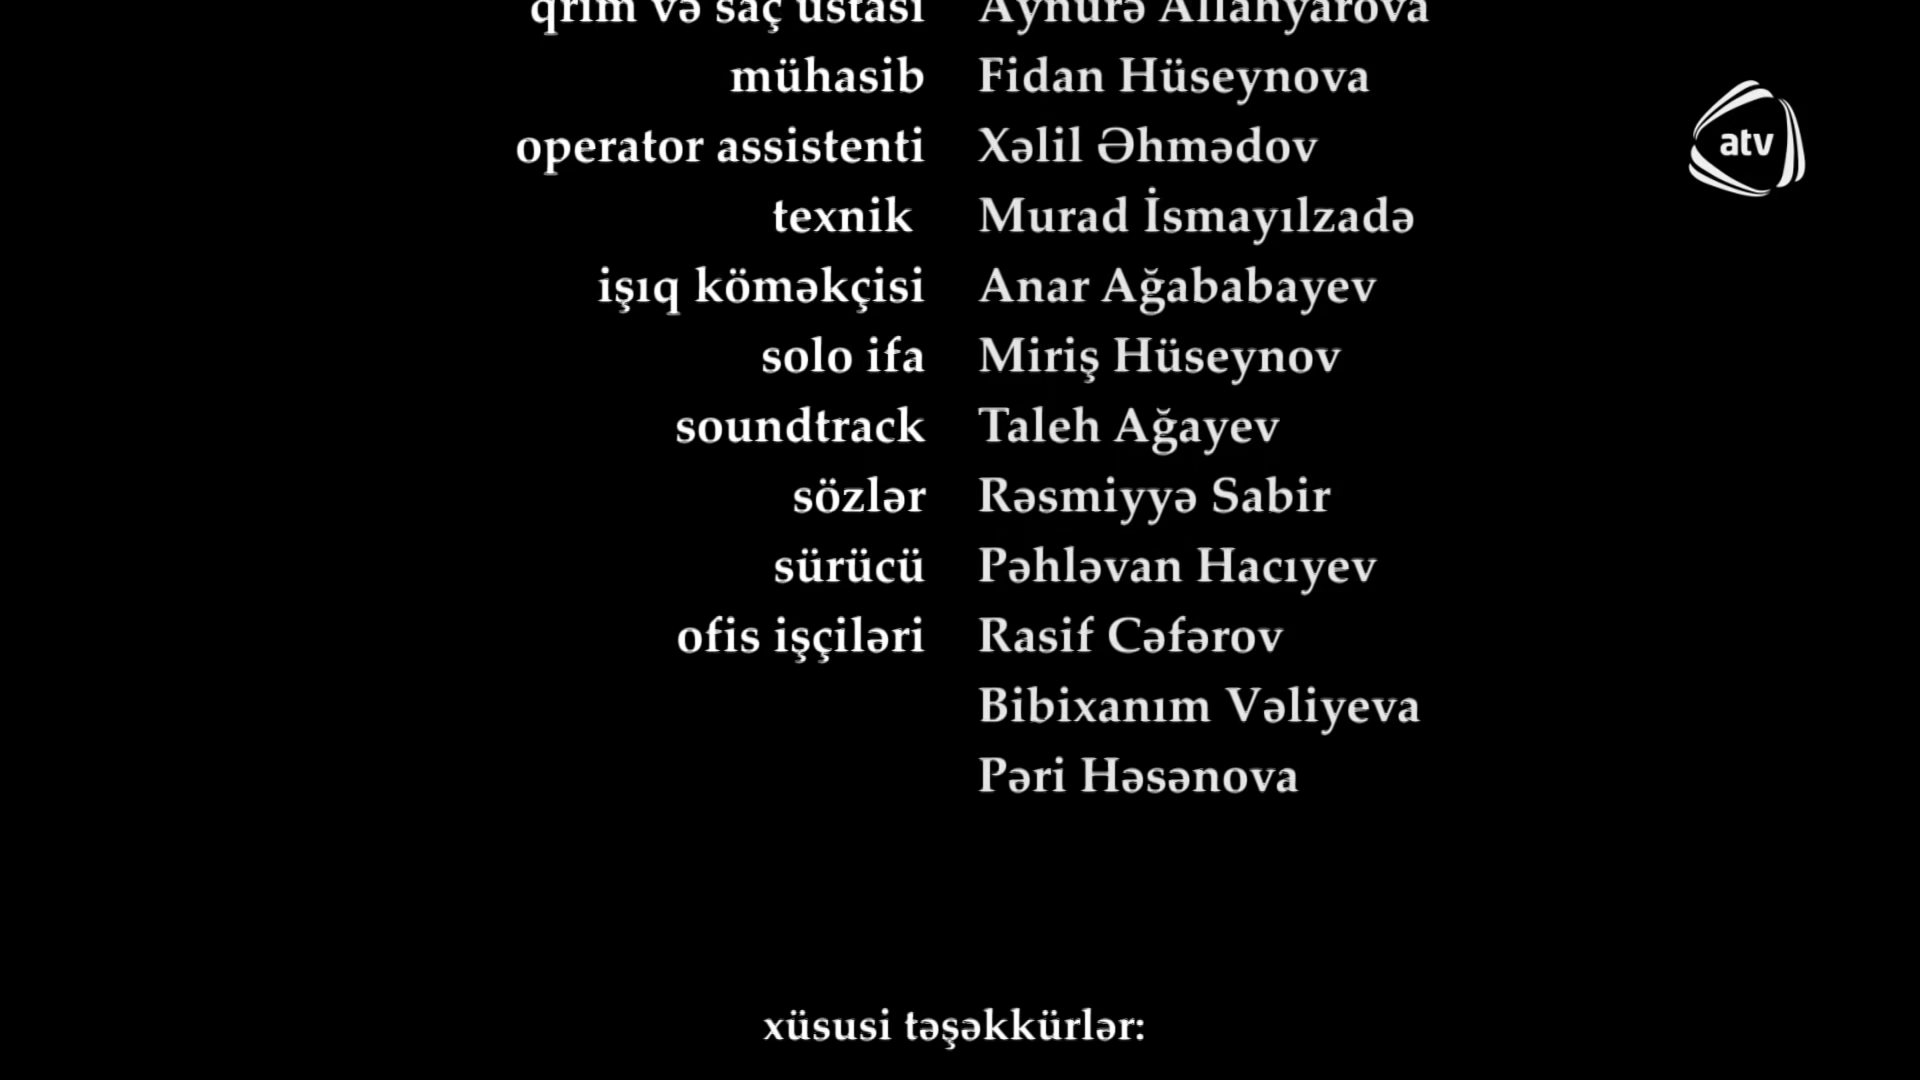 qrim və saç ustası Aynurə Allahyarova
mühasib Fidan Hüseynova
operator assistenti Xəlil Əhmədov
texnik Murad İsmayılzadə
işıq köməkçisi Anar Ağababayev
solo ifa Miriş Hüseynov
soundtrack Taleh Ağayev
sözlər Rəsmiyyə Sabir
sürücü Pəhləvan Hacıyev
ofis işçiləri Rasif Cəfərov
Bibixanım Vəliyeva
Pəri Həsənova
xüsusi təşəkkürlər:
atv